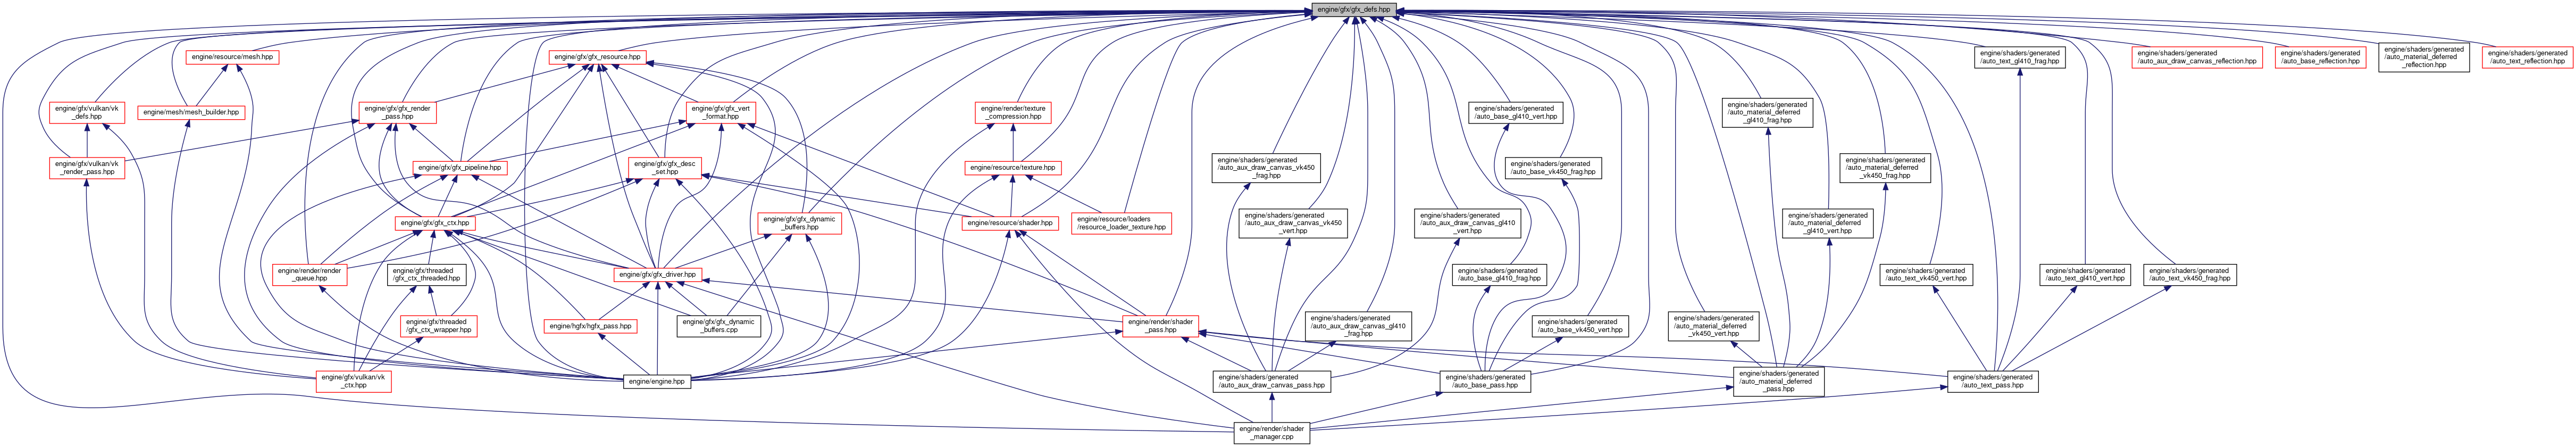 engine/gfx/gfx_defs.hpp
engine/resource/mesh.hpp
engine/gfx/gfx_resource.hpp
engine/shaders/generated
/auto_text_gl410_frag.hpp
engine/shaders/generated
/auto_aux_draw_canvas_reflection.hpp
engine/shaders/generated
/auto_base_reflection.hpp
engine/shaders/generated
/auto_material_deferred
_reflection.hpp
engine/shaders/generated
/auto_text_reflection.hpp
engine/gfx/vulkan/vk
_defs.hpp
engine/mesh/mesh_builder.hpp
engine/gfx/gfx_render
_pass.hpp
engine/gfx/gfx_vert
_format.hpp
engine/render/texture
_compression.hpp
engine/shaders/generated
/auto_base_gl410_vert.hpp
engine/shaders/generated
/auto_material_deferred
_gl410_frag.hpp
engine/gfx/vulkan/vk
_render_pass.hpp
engine/gfx/gfx_pipeline.hpp
engine/gfx/gfx_desc
_set.hpp
engine/resource/texture.hpp
engine/shaders/generated
/auto_aux_draw_canvas_vk450
_frag.hpp
engine/shaders/generated
/auto_base_vk450_frag.hpp
engine/shaders/generated
/auto_material_deferred
_vk450_frag.hpp
engine/gfx/gfx_ctx.hpp
engine/gfx/gfx_dynamic
_buffers.hpp
engine/resource/shader.hpp
engine/resource/loaders
/resource_loader_texture.hpp
engine/shaders/generated
/auto_aux_draw_canvas_vk450
_vert.hpp
engine/shaders/generated
/auto_aux_draw_canvas_gl410
_vert.hpp
engine/shaders/generated
/auto_material_deferred
_gl410_vert.hpp
engine/render/render
_queue.hpp
engine/gfx/threaded
/gfx_ctx_threaded.hpp
engine/gfx/gfx_driver.hpp
engine/shaders/generated
/auto_base_gl410_frag.hpp
engine/shaders/generated
/auto_text_vk450_vert.hpp
engine/shaders/generated
/auto_text_gl410_vert.hpp
engine/shaders/generated
/auto_text_vk450_frag.hpp
engine/gfx/threaded
/gfx_ctx_wrapper.hpp
engine/hgfx/hgfx_pass.hpp
engine/gfx/gfx_dynamic
_buffers.cpp
engine/render/shader
_pass.hpp
engine/shaders/generated
/auto_aux_draw_canvas_gl410
_frag.hpp
engine/shaders/generated
/auto_base_vk450_vert.hpp
engine/shaders/generated
/auto_material_deferred
_vk450_vert.hpp
engine/gfx/vulkan/vk
_ctx.hpp
engine/engine.hpp
engine/shaders/generated
/auto_aux_draw_canvas_pass.hpp
engine/shaders/generated
/auto_base_pass.hpp
engine/shaders/generated
/auto_material_deferred
_pass.hpp
engine/shaders/generated
/auto_text_pass.hpp
engine/render/shader
_manager.cpp